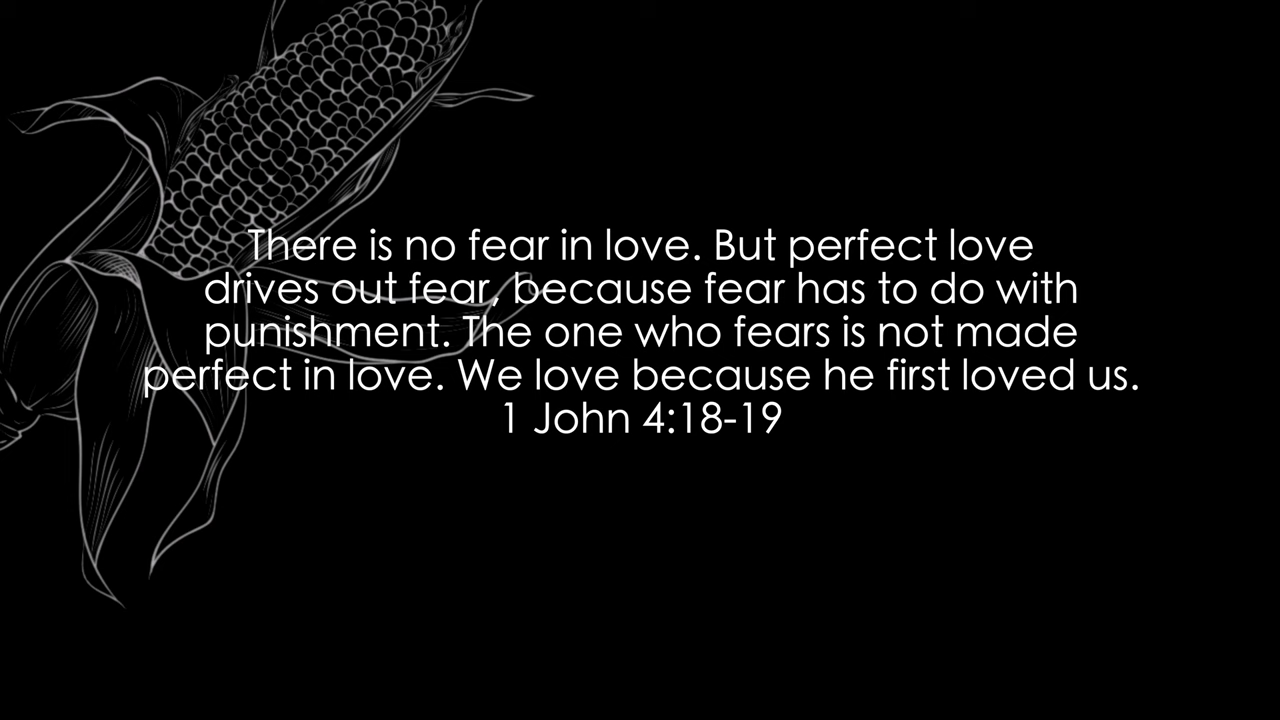 There is no fear in love. But perfect love
drives out fear, because fear has to do with
punishment. The one who fears is not made
perfect in love. We love because he first loved us.
1 John 4:18-19